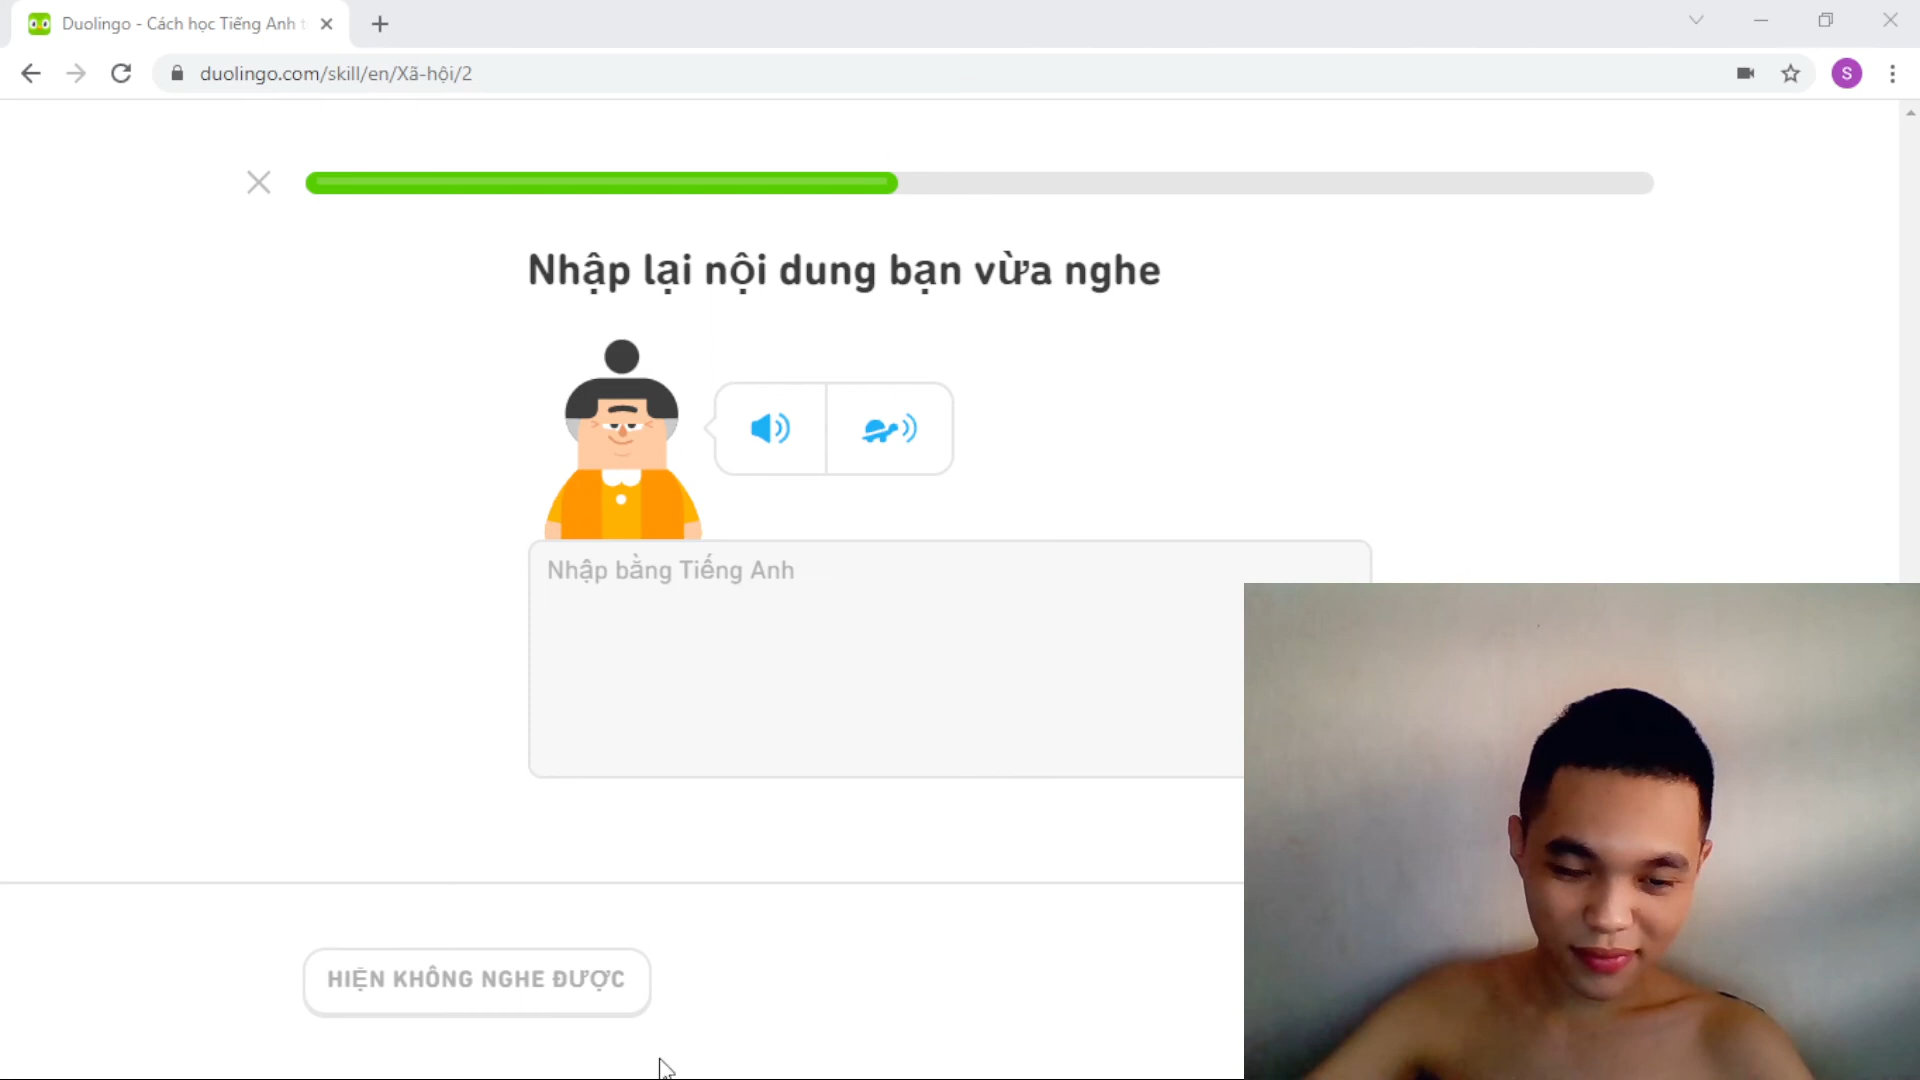 Duolingo - Cách học Tiếng Anh t
duolingo.com/skill/en/Xã-hội/2
S
Nhập lại nội dung bạn vừa nghe
Nhập bằng Tiếng Anh
HIỆN KHÔNG NGHE ĐƯỢC